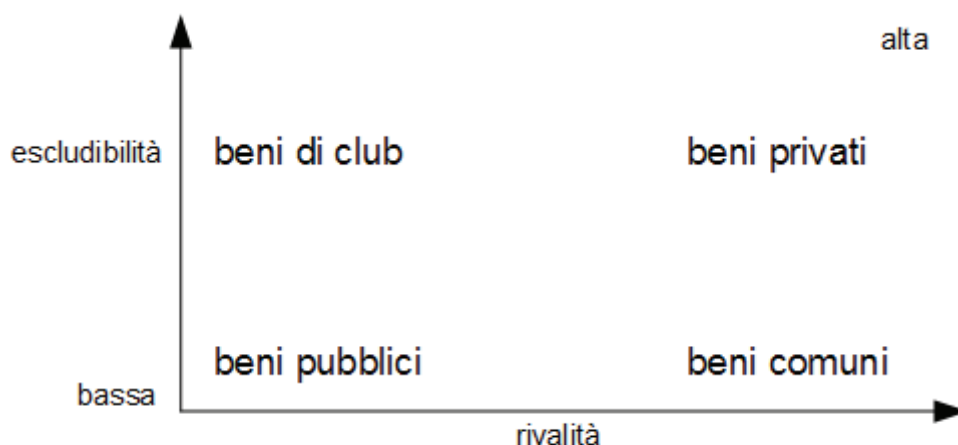 alta
escludibilità
beni di club
beni privati
beni pubblici
beni comuni
bassa
rivalità